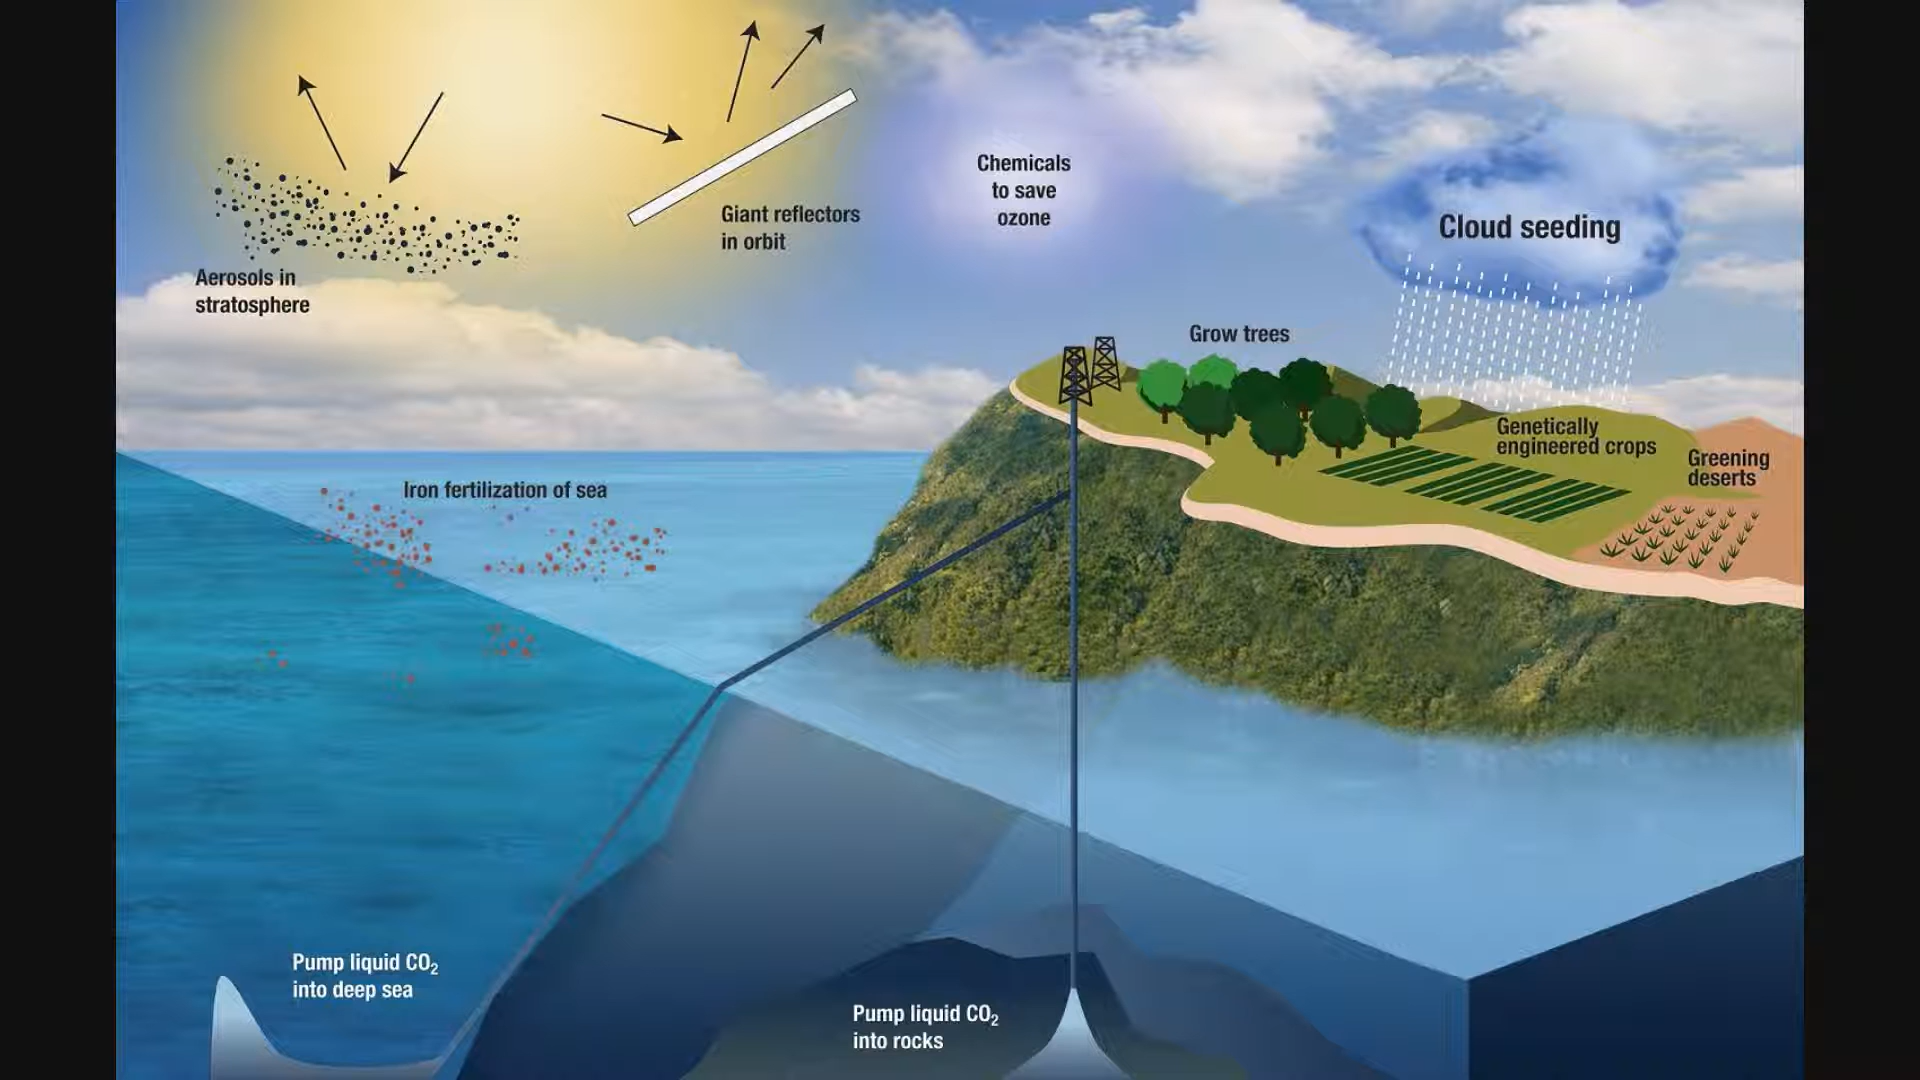 Chemicals
to save
ozone
Giant reflectors
in orbit
Cloud seeding
Aerosols in
stratosphere
Grow trees
Genetically
engineered crops
Greening
deserts
Iron fertilization of sea
Pump liquid CO₂
into deep sea
Pump liquid CO₂
into rocks